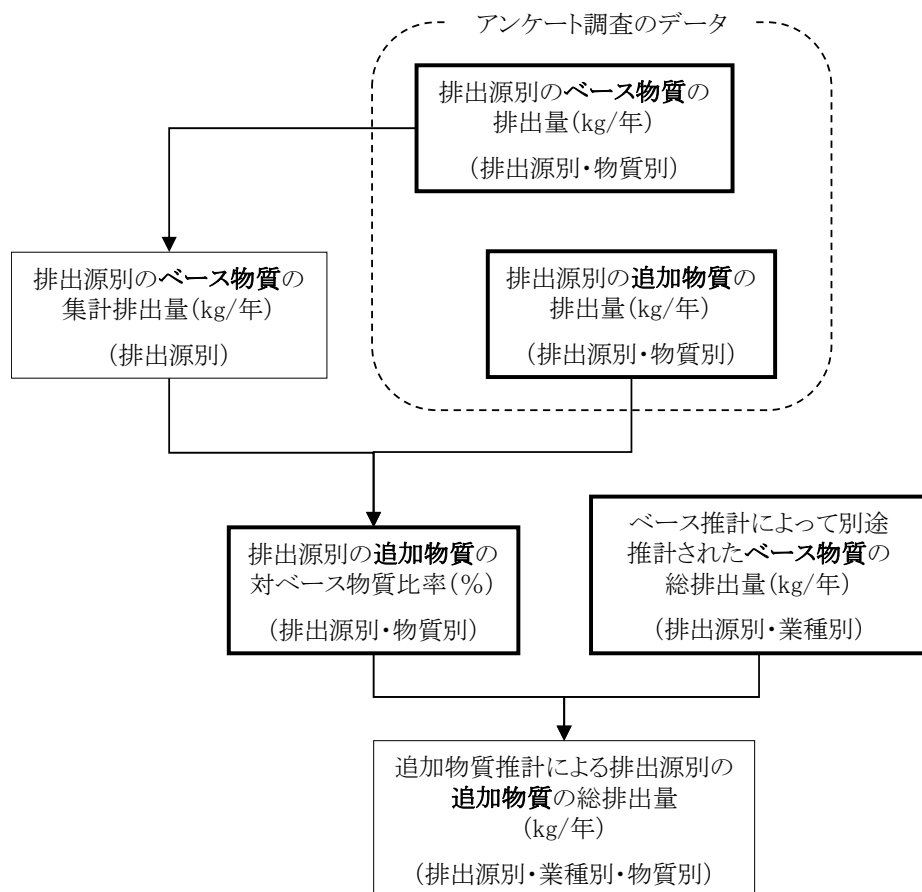 アンケート調査のデータ
排出源別のベース物質の
排出量(kg/年)
(排出源別・物質別)
排出源別のベース物質の
集計排出量(kg/年)
(排出源別)
排出源別の追加物質の
排出量(kg/年)
(排出源別・物質別)
排出源別の追加物質の
対ベース物質比率(%)
(排出源別・物質別)
ベース推計によって別途
推計されたベース物質の
総排出量(kg/年)
(排出源別・業種別)
追加物質推計による排出源別の
追加物質の総排出量
(kg/年)
(排出源別・業種別・物質別)